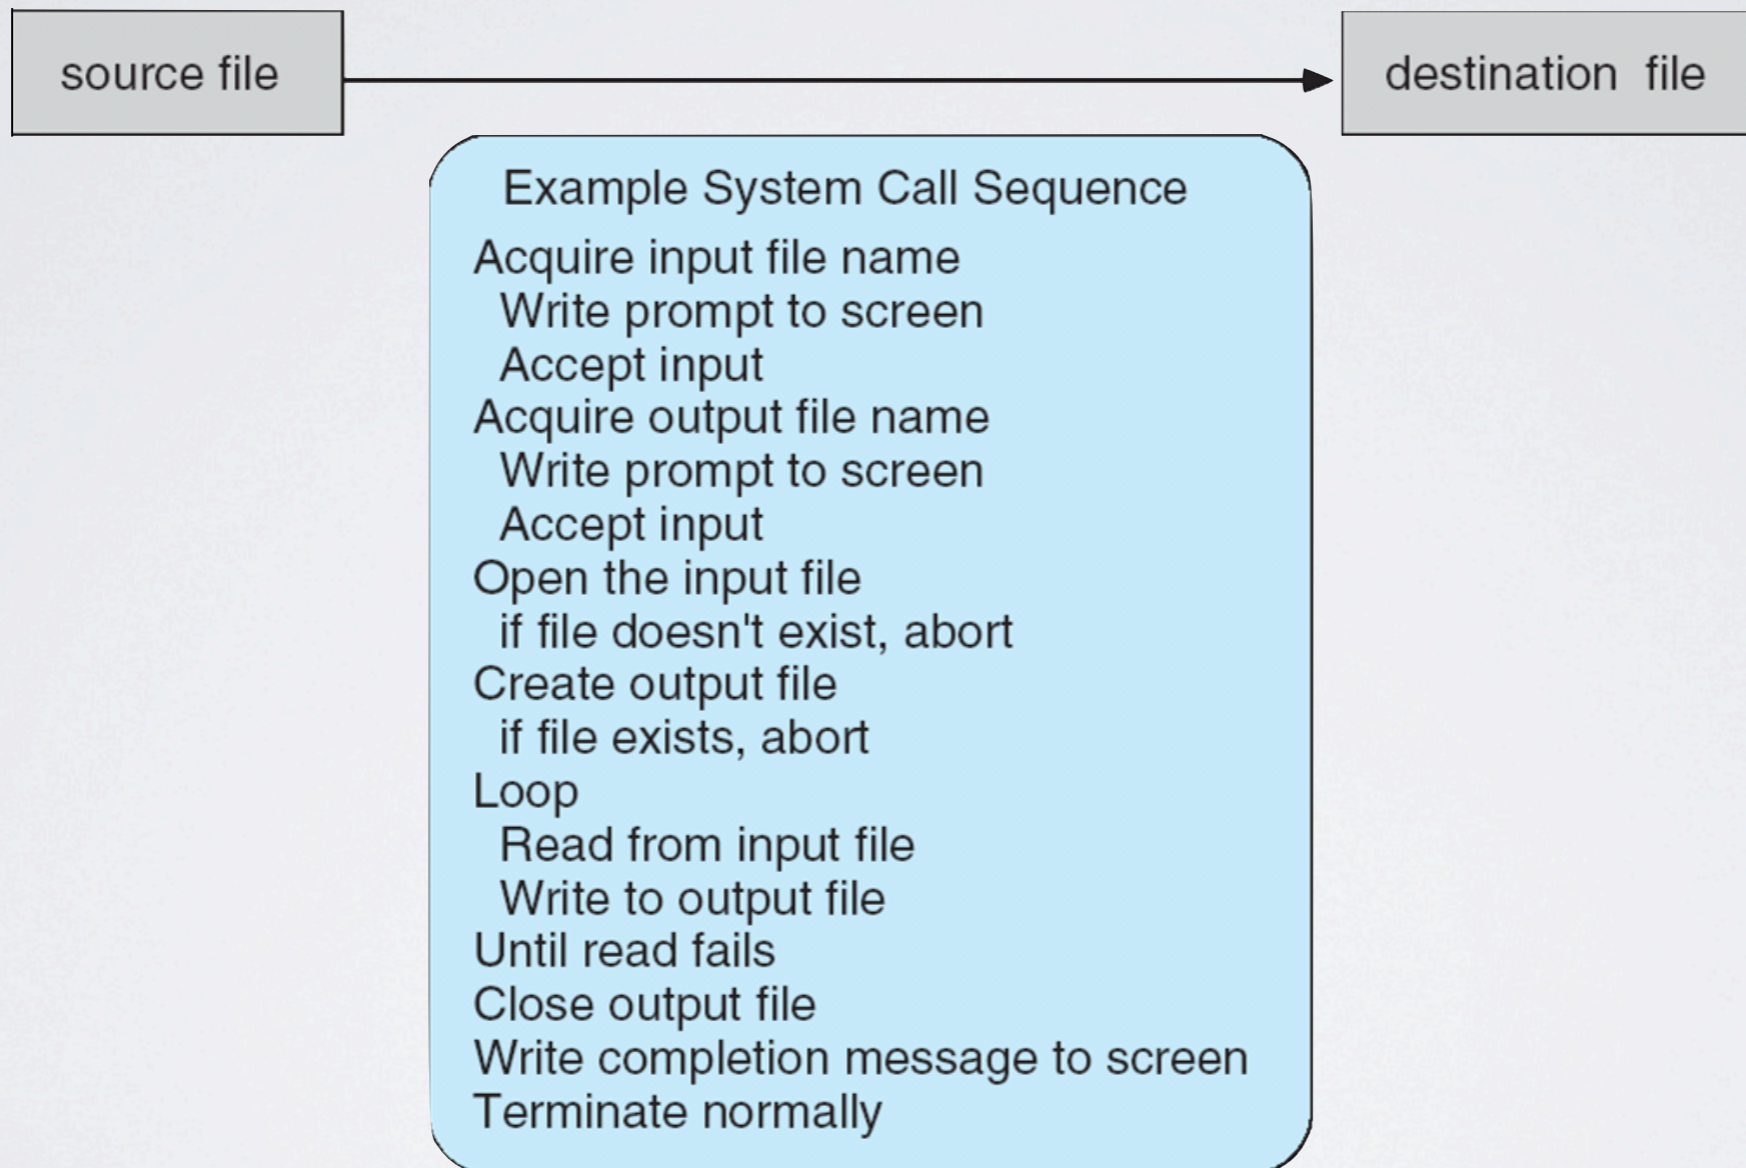 source file
destination file
Example System Call Sequence
Acquire input file name
Write prompt to screen
Accept input
Acquire output file name
Write prompt to screen
Accept input
Open the input file
if file doesn't exist, abort
Create output file
if file exists, abort
Loop
Read from input file
Write to output file
Until read fails
Close output file
Write completion message to screen
Terminate normally